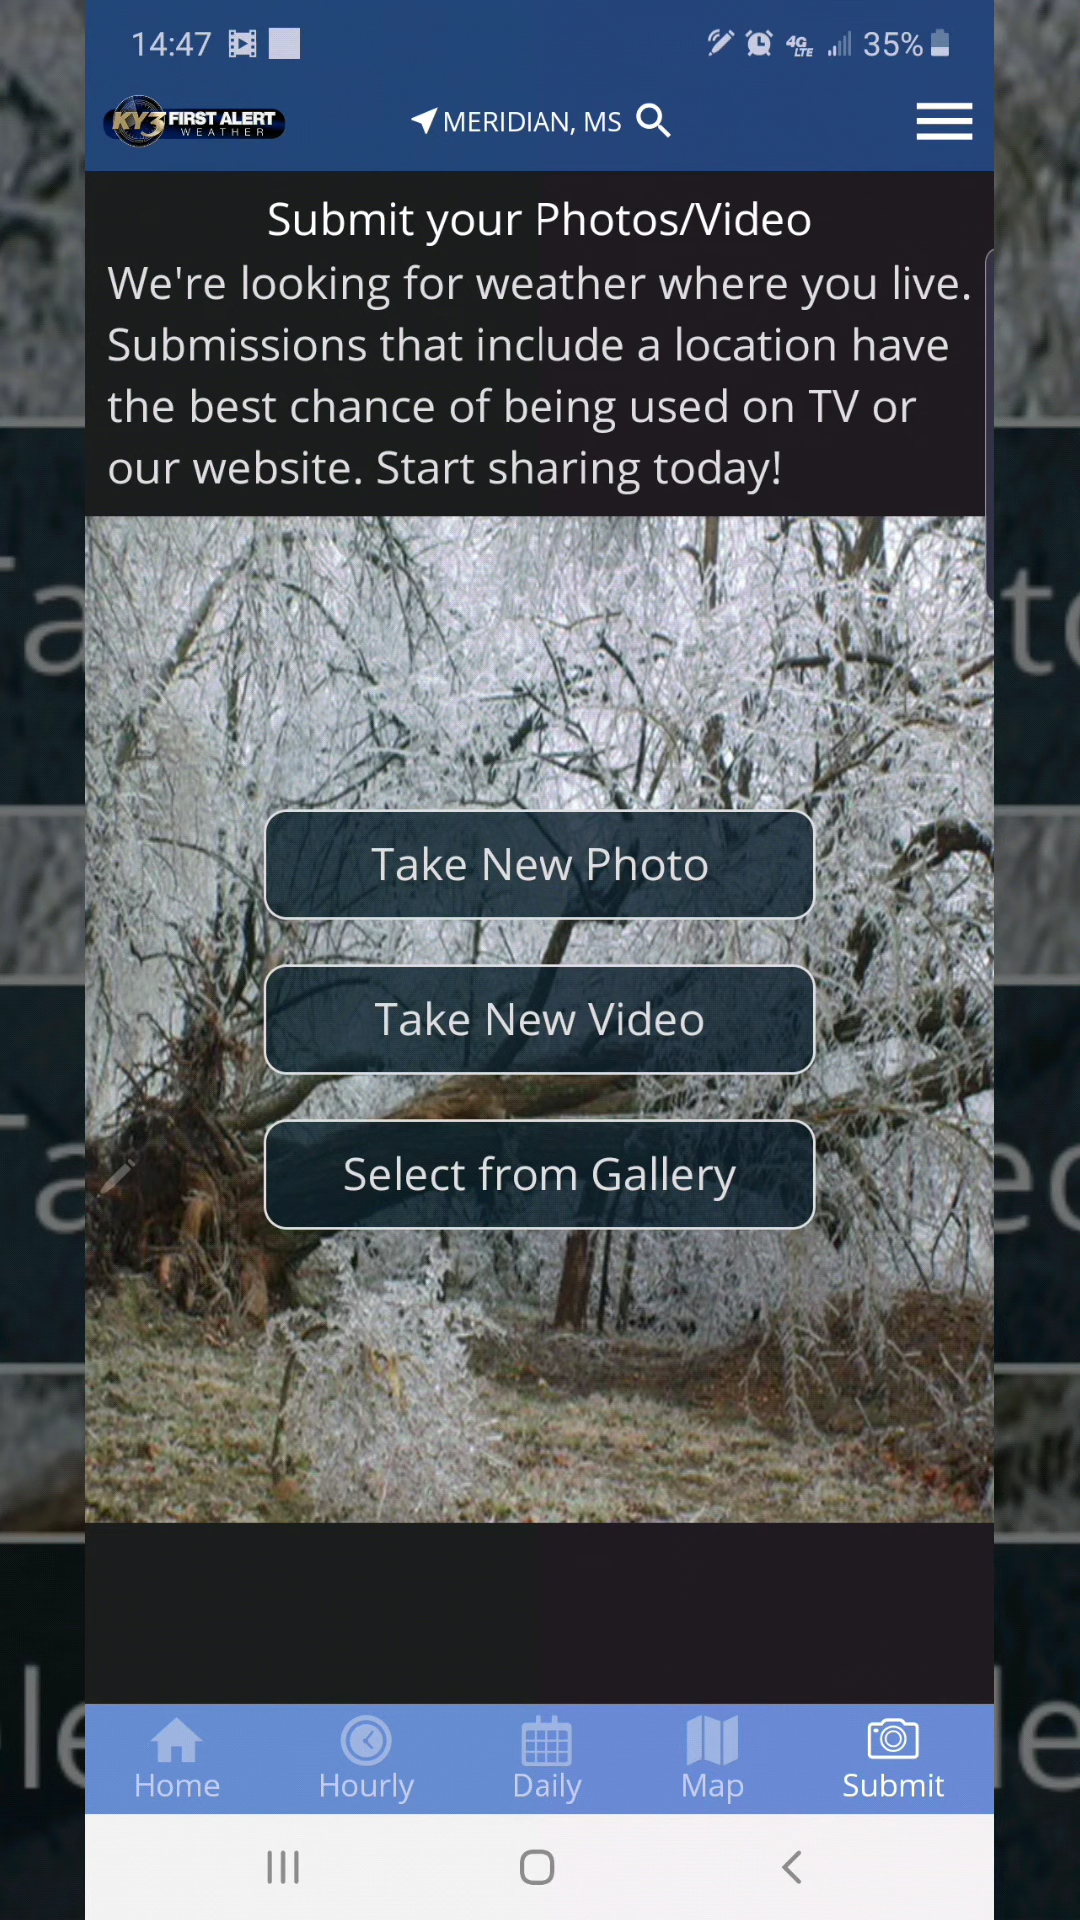 14:47
4G
LTE
35%
KY3 FIRST ALERT
WEATHER
MERIDIAN, MS
Submit your Photos/Video
We're looking for weather where you live.
Submissions that include a location have
the best chance of being used on TV or
our website. Start sharing today!
Take New Photo
Take New Video
Select from Gallery
Home
Hourly
Daily
Map
Submit